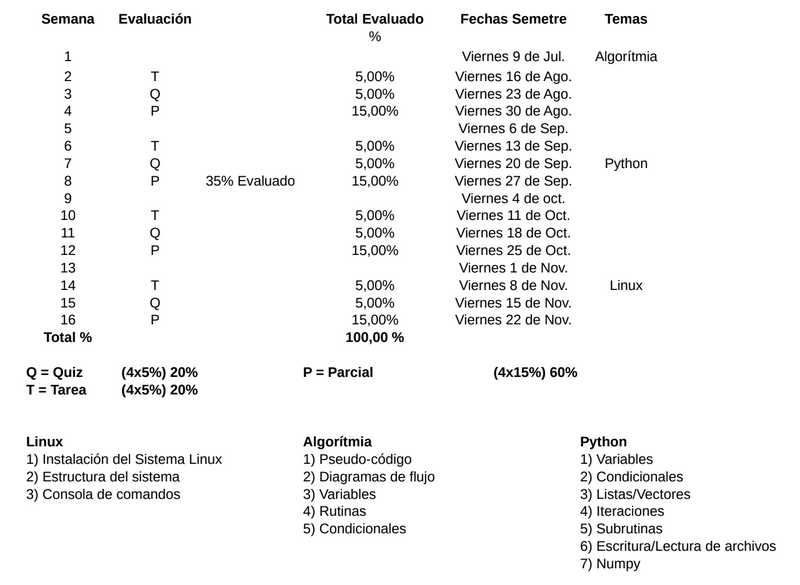 Semana Evaluación Total Evaluado Fechas Semetre Temas
%
1 Viernes 9 de Jul. Algorítmia
2 T 5,00% Viernes 16 de Ago.
3 Q 5,00% Viernes 23 de Ago.
4 P 15,00% Viernes 30 de Ago.
5 Viernes 6 de Sep.
6 T 5,00% Viernes 13 de Sep.
7 Q 5,00% Viernes 20 de Sep. Python
8 P 35% Evaluado 15,00% Viernes 27 de Sep.
9 Viernes 4 de oct.
10 T 5,00% Viernes 11 de Oct.
11 Q 5,00% Viernes 18 de Oct.
12 P 15,00% Viernes 25 de Oct.
13 Viernes 1 de Nov.
14 T 5,00% Viernes 8 de Nov. Linux
15 Q 5,00% Viernes 15 de Nov.
16 P 15,00% Viernes 22 de Nov.
Total % 100,00 %
Q = Quiz (4x5%) 20% P = Parcial (4x15%) 60%
T = Tarea (4x5%) 20%
Linux
1) Instalación del Sistema Linux
2) Estructura del sistema
3) Consola de comandos
Algorítmia
1) Pseudo-código
2) Diagramas de flujo
3) Variables
4) Rutinas
5) Condicionales
Python
1) Variables
2) Condicionales
3) Listas/Vectores
4) Iteraciones
5) Subrutinas
6) Escritura/Lectura de archivos
7) Numpy